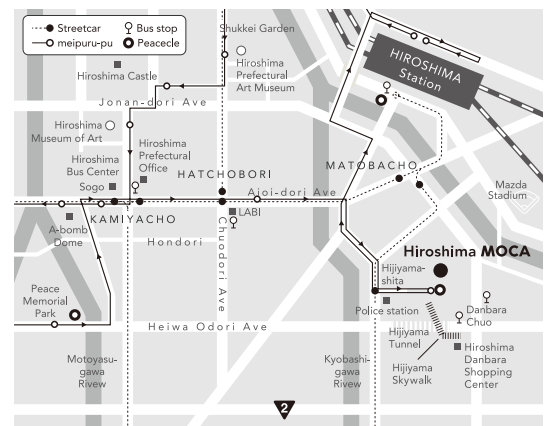 Streetcar
Bus stop
meipuru-pu
Peacecle
Shukkei Garden
Hiroshima Castle
Hiroshima
Prefectural
Art Museum
HIROSHIMA
Station
Jonan-dori Ave
Hiroshima
Museum of Art
Hiroshima
Prefectural
Office
Hiroshima
Bus Center
Sogo
HATCHOBORI
MATOBACHO
Aioi-dori Ave
Mazda
Stadium
KAMIYACHO
LABI
A-bomb
Dome
Hondori
Chuodori Ave
Hiroshima MOCA
Hijiyama-
shita
Peace
Memorial
Park
Police station
Danbara
Chuo
Heiwa Odori Ave
Hijiyama
Tunnel
Motoyasu-
gawa
Rivew
Kyobashi-
gawa
Rivew
Hijiyama
Skywalk
Hiroshima
Danbara
Shopping
Center
2